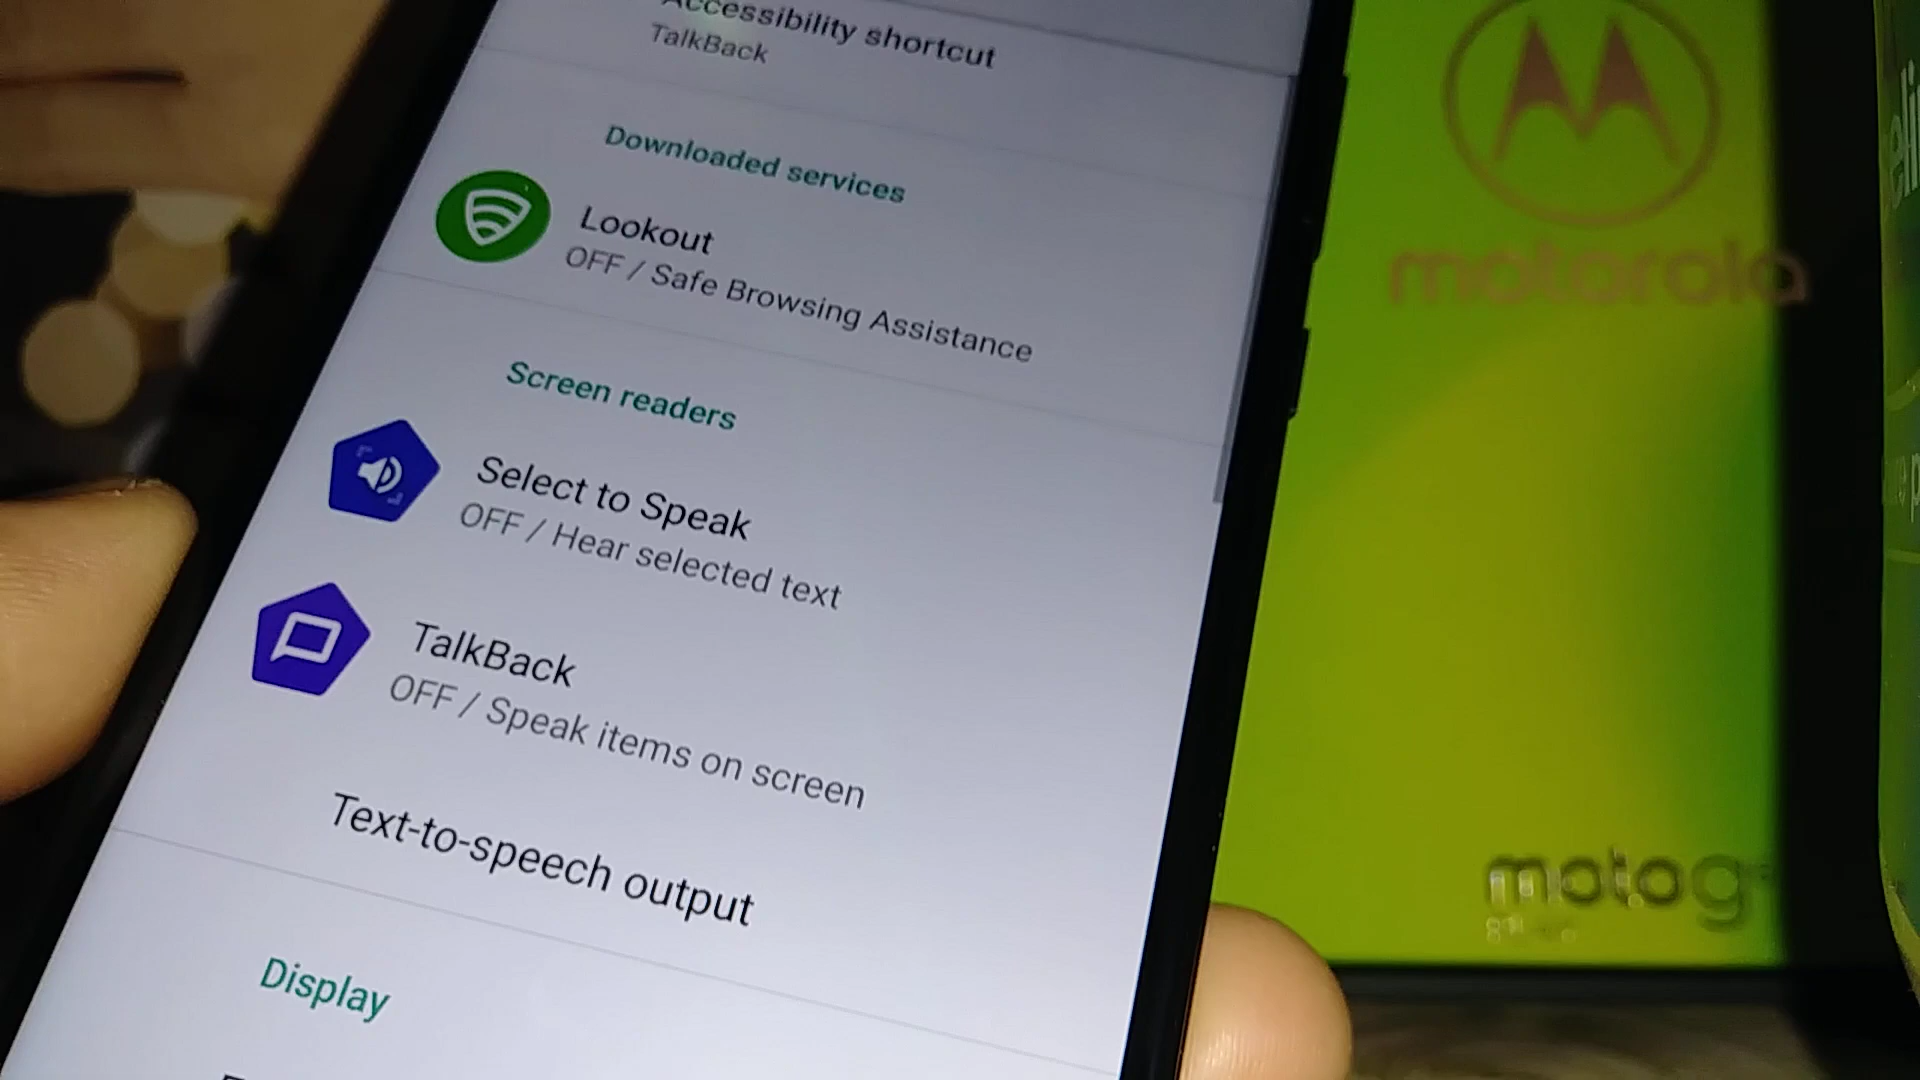 Accessibility shortcut
TalkBack
Downloaded services
Lookout
OFF / Safe Browsing Assistance
Screen readers
Select to Speak
OFF / Hear selected text
TalkBack
OFF / Speak items on screen
Text-to-speech output
Display
motorola
moto g